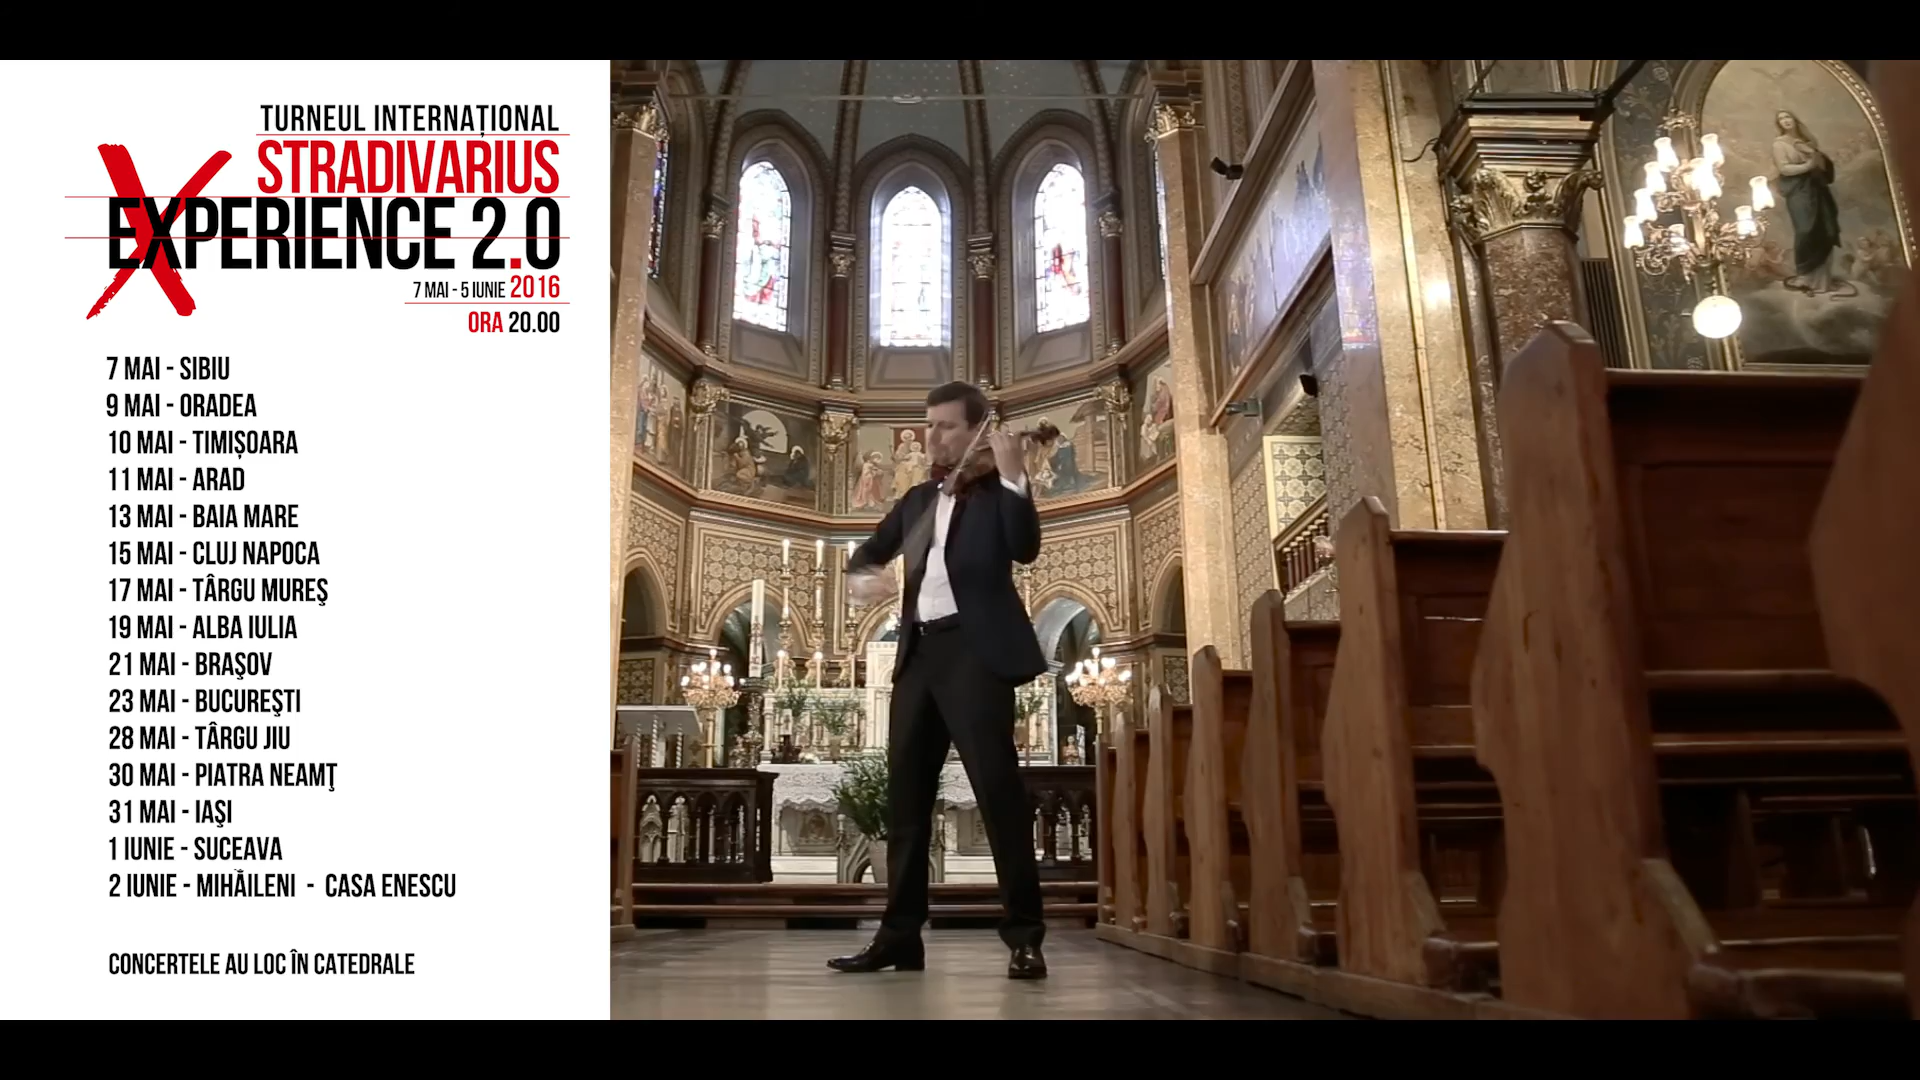 TURNEUL INTERNAȚIONAL
STRADIVARIUS
EXPERIENCE 2.0
7 MAI - 5 IUNIE 2016
ORA 20.00
7 MAI - SIBIU
9 MAI - ORADEA
10 MAI - TIMIȘOARA
11 MAI - ARAD
13 MAI - BAIA MARE
15 MAI - CLUJ NAPOCA
17 MAI - TÂRGU MUREŞ
19 MAI - ALBA IULIA
21 MAI - BRAŞOV
23 MAI - BUCUREŞTI
28 MAI - TÂRGU JIU
30 MAI - PIATRA NEAMŢ
31 MAI - IAŞI
1 IUNIE - SUCEAVA
2 IUNIE - MIHĂILENI - CASA ENESCU
CONCERTELE AU LOC ÎN CATEDRALE